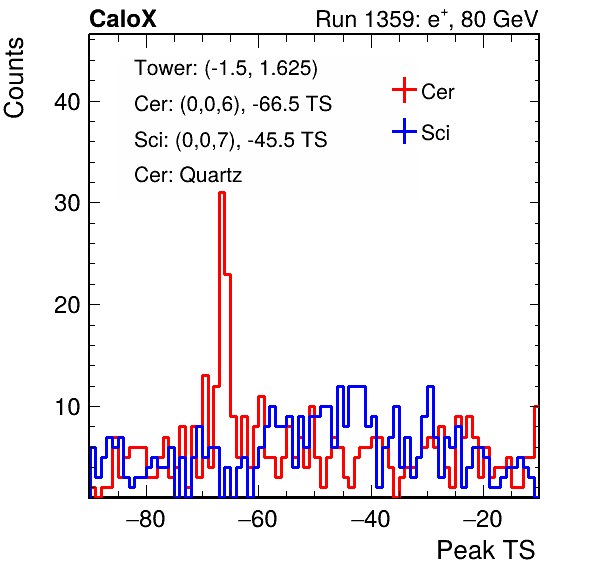 CaloX Run 1359: e⁺, 80 GeV
Counts
Tower: (-1.5, 1.625)
Cer: (0,0,6), -66.5 TS
Sci: (0,0,7), -45.5 TS
Cer: Quartz
Cer
Sci
40
30
20
10
−80 −60 −40 −20
Peak TS